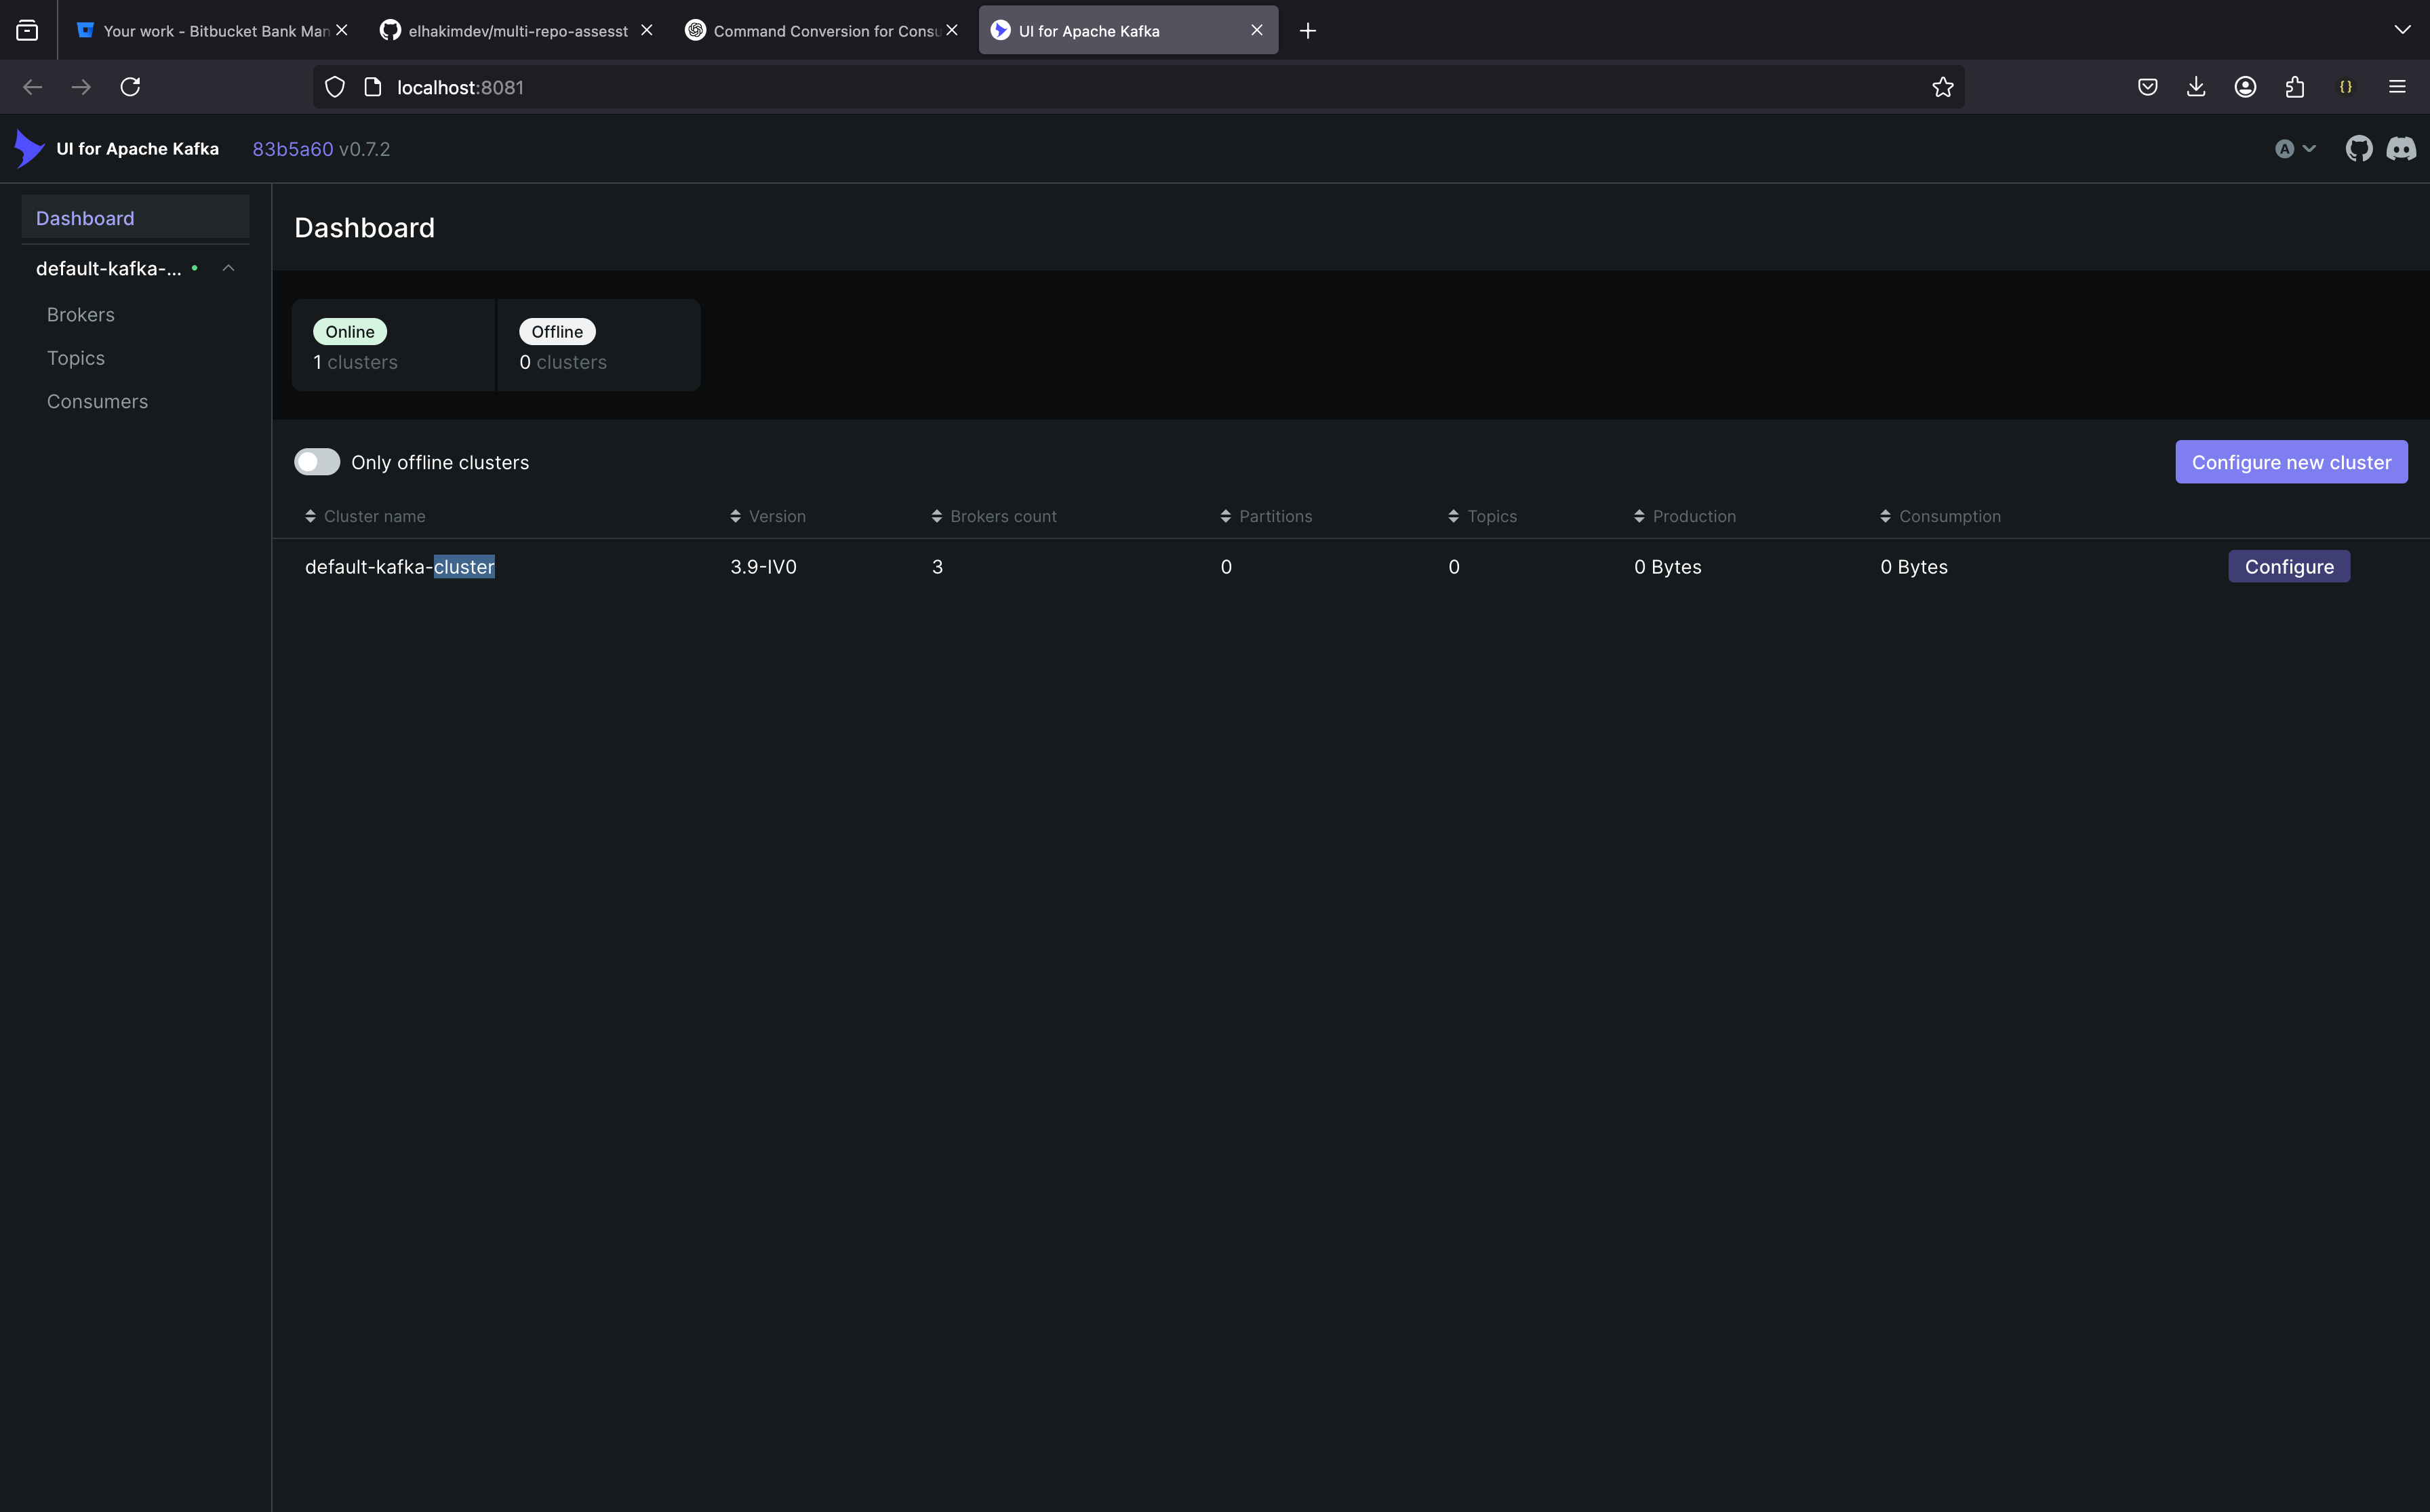 Your work - Bitbucket Bank Man
elhakimdev/multi-repo-assesst
Command Conversion for Consu
UI for Apache Kafka
localhost:8081
{}
UI for Apache Kafka
83b5a60 v0.7.2
A
Dashboard
default-kafka-...
Brokers
Topics
Consumers
Dashboard
Online
1 clusters
Offline
0 clusters
Only offline clusters
Configure new cluster
Cluster name Version Brokers count Partitions Topics Production Consumption
default-kafka-cluster 3.9-IV0 3 0 0 0 Bytes 0 Bytes Configure